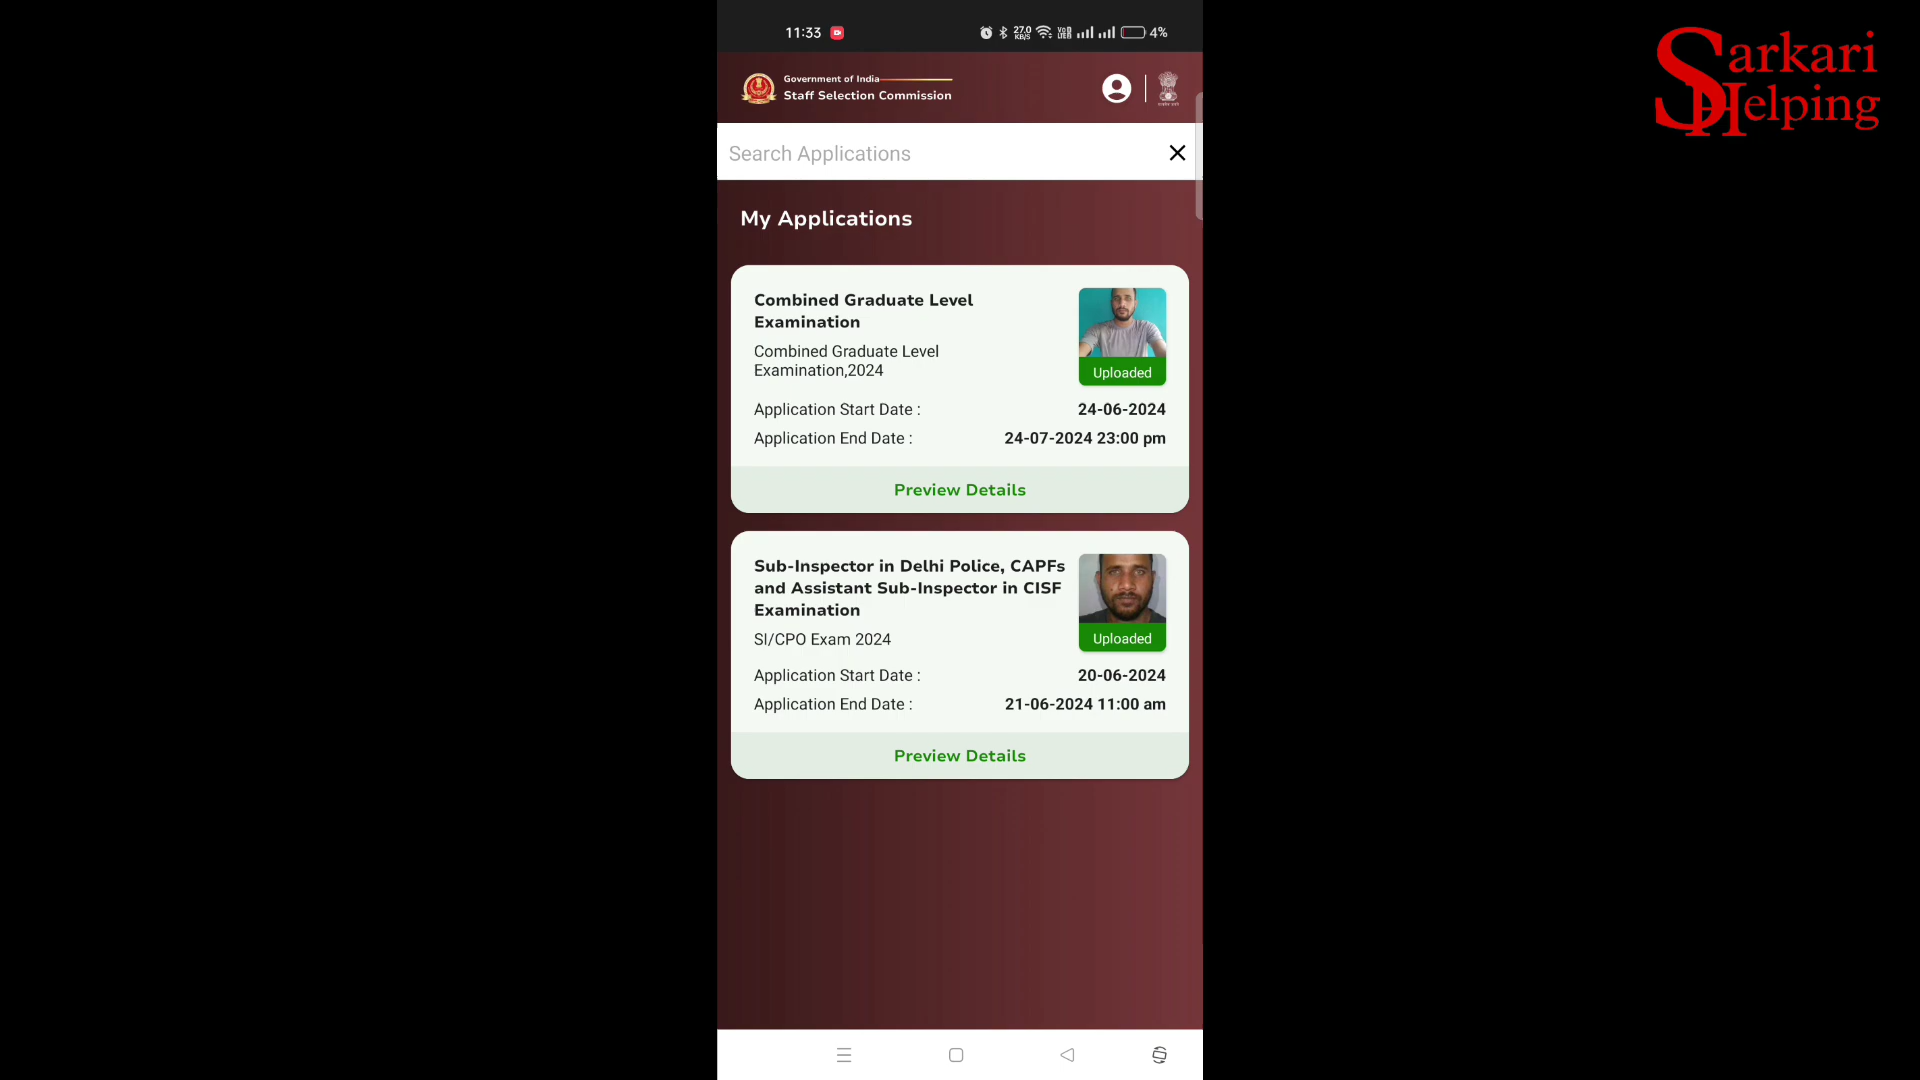 11:33
27.0
KB/S
4%
Sarkari
Helping
Government of India
Staff Selection Commission
Search Applications
My Applications
Combined Graduate Level
Examination
Combined Graduate Level
Examination,2024
Uploaded
Application Start Date : 24-06-2024
Application End Date : 24-07-2024 23:00 pm
Preview Details
Sub-Inspector in Delhi Police, CAPFs
and Assistant Sub-Inspector in CISF
Examination
SI/CPO Exam 2024
Uploaded
Application Start Date : 20-06-2024
Application End Date : 21-06-2024 11:00 am
Preview Details